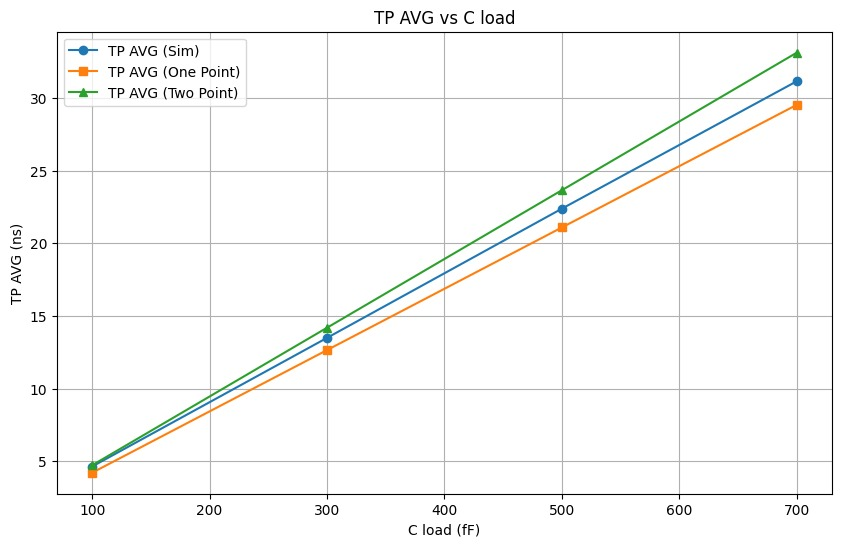 TP AVG vs C load
TP AVG (Sim)
TP AVG (One Point)
TP AVG (Two Point)
30
25
20
15
10
5
TP AVG (ns)
100 200 300 400 500 600 700
C load (fF)